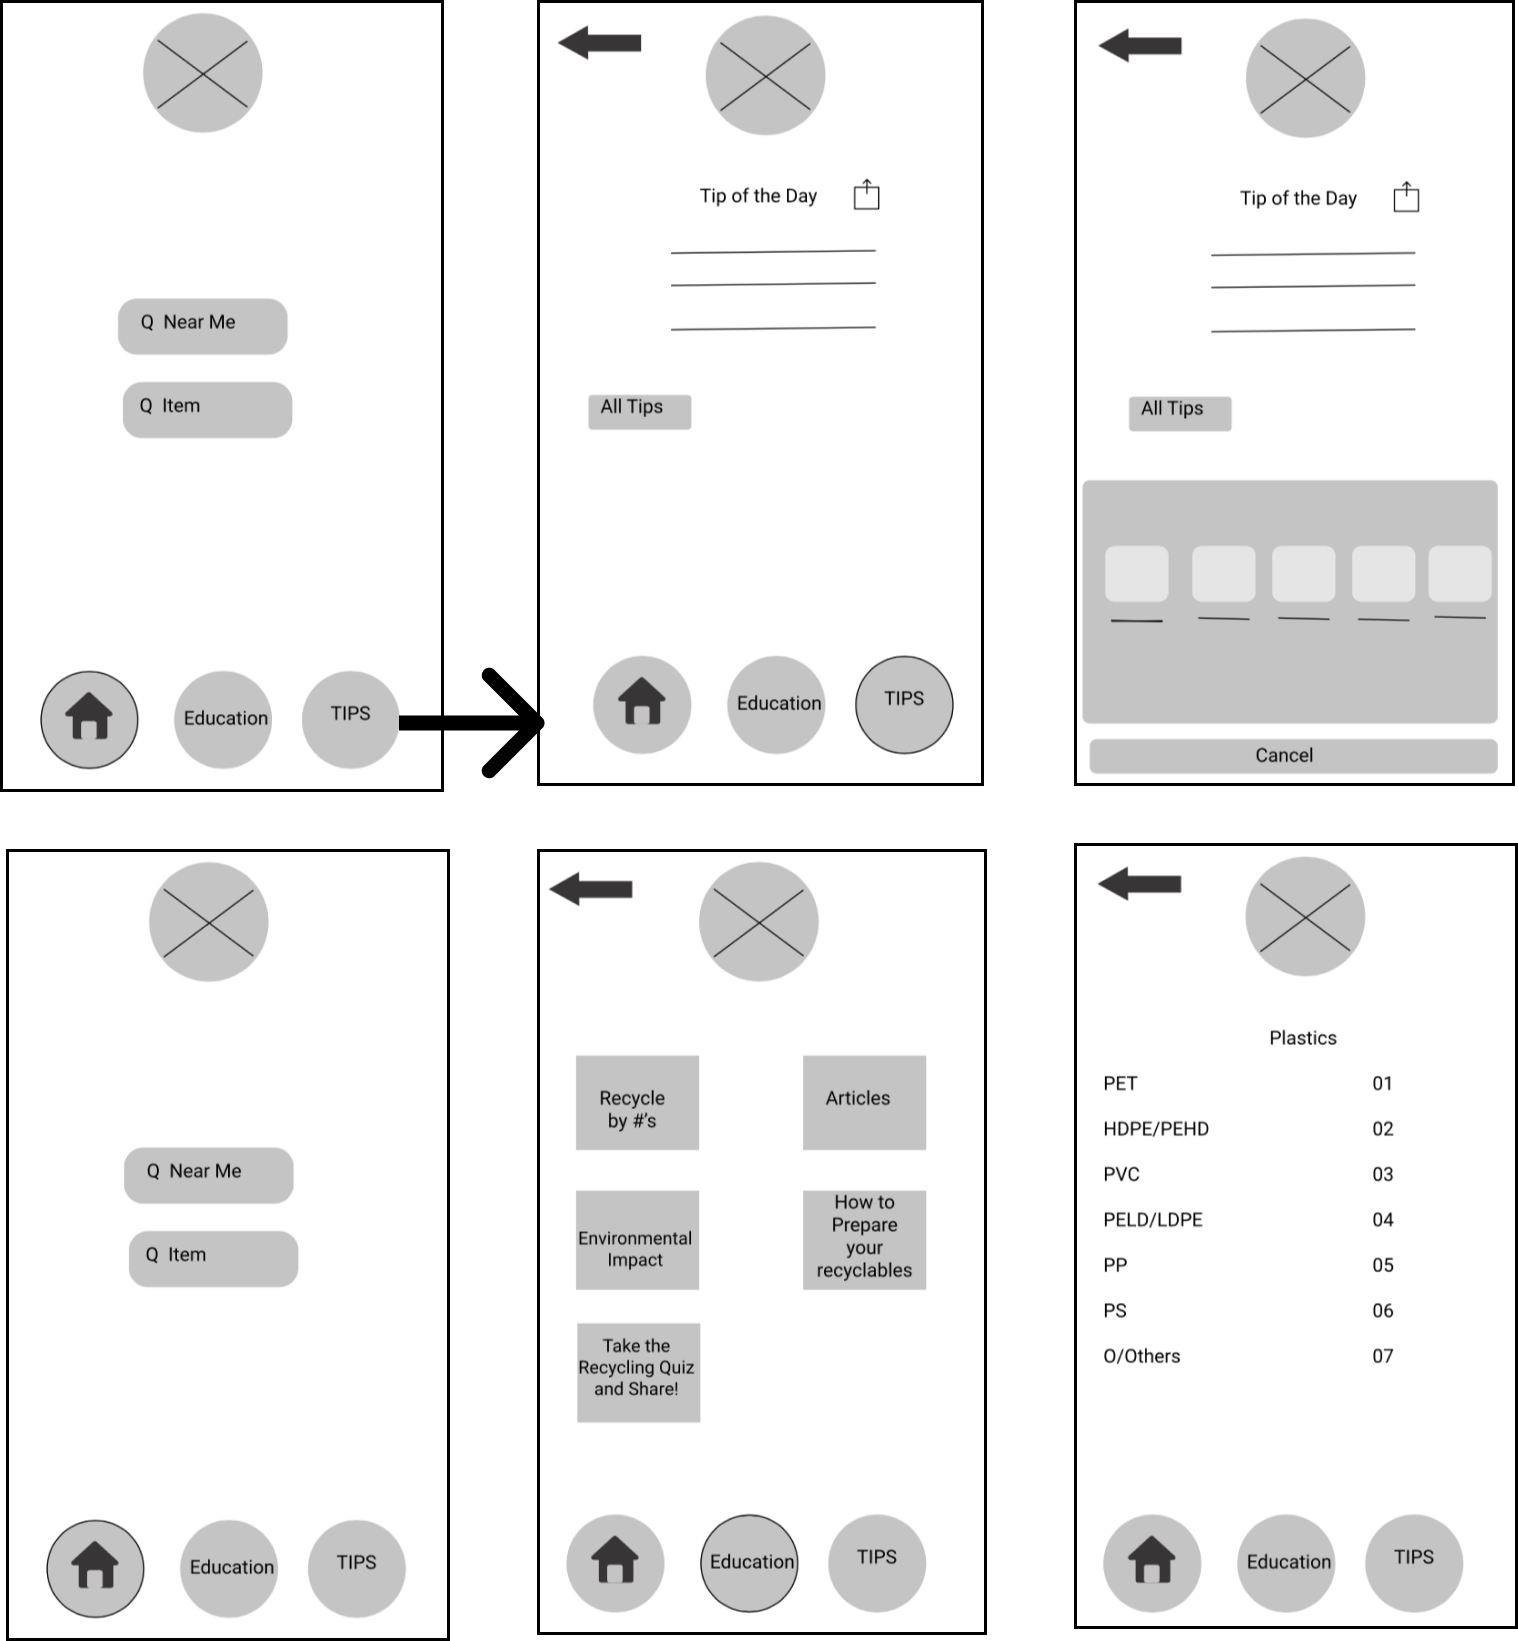 Q Near Me
Q Item
Education
TIPS
Tip of the Day
All Tips
Education
TIPS
Tip of the Day
All Tips
Cancel
Q Near Me
Q Item
Education
TIPS
Recycle
by #'s
Articles
Environmental
Impact
How to
Prepare
your
recyclables
Take the
Recycling Quiz
and Share!
Education
TIPS
Plastics
PET 01
HDPE/PEHD 02
PVC 03
PELD/LDPE 04
PP 05
PS 06
O/Others 07
Education
TIPS